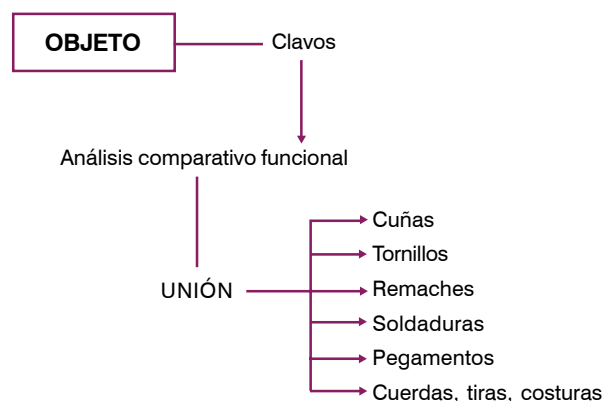 OBJETO
Clavos
Análisis comparativo funcional
UNIÓN
Cuñas
Tornillos
Remaches
Soldaduras
Pegamentos
Cuerdas, tiras, costuras